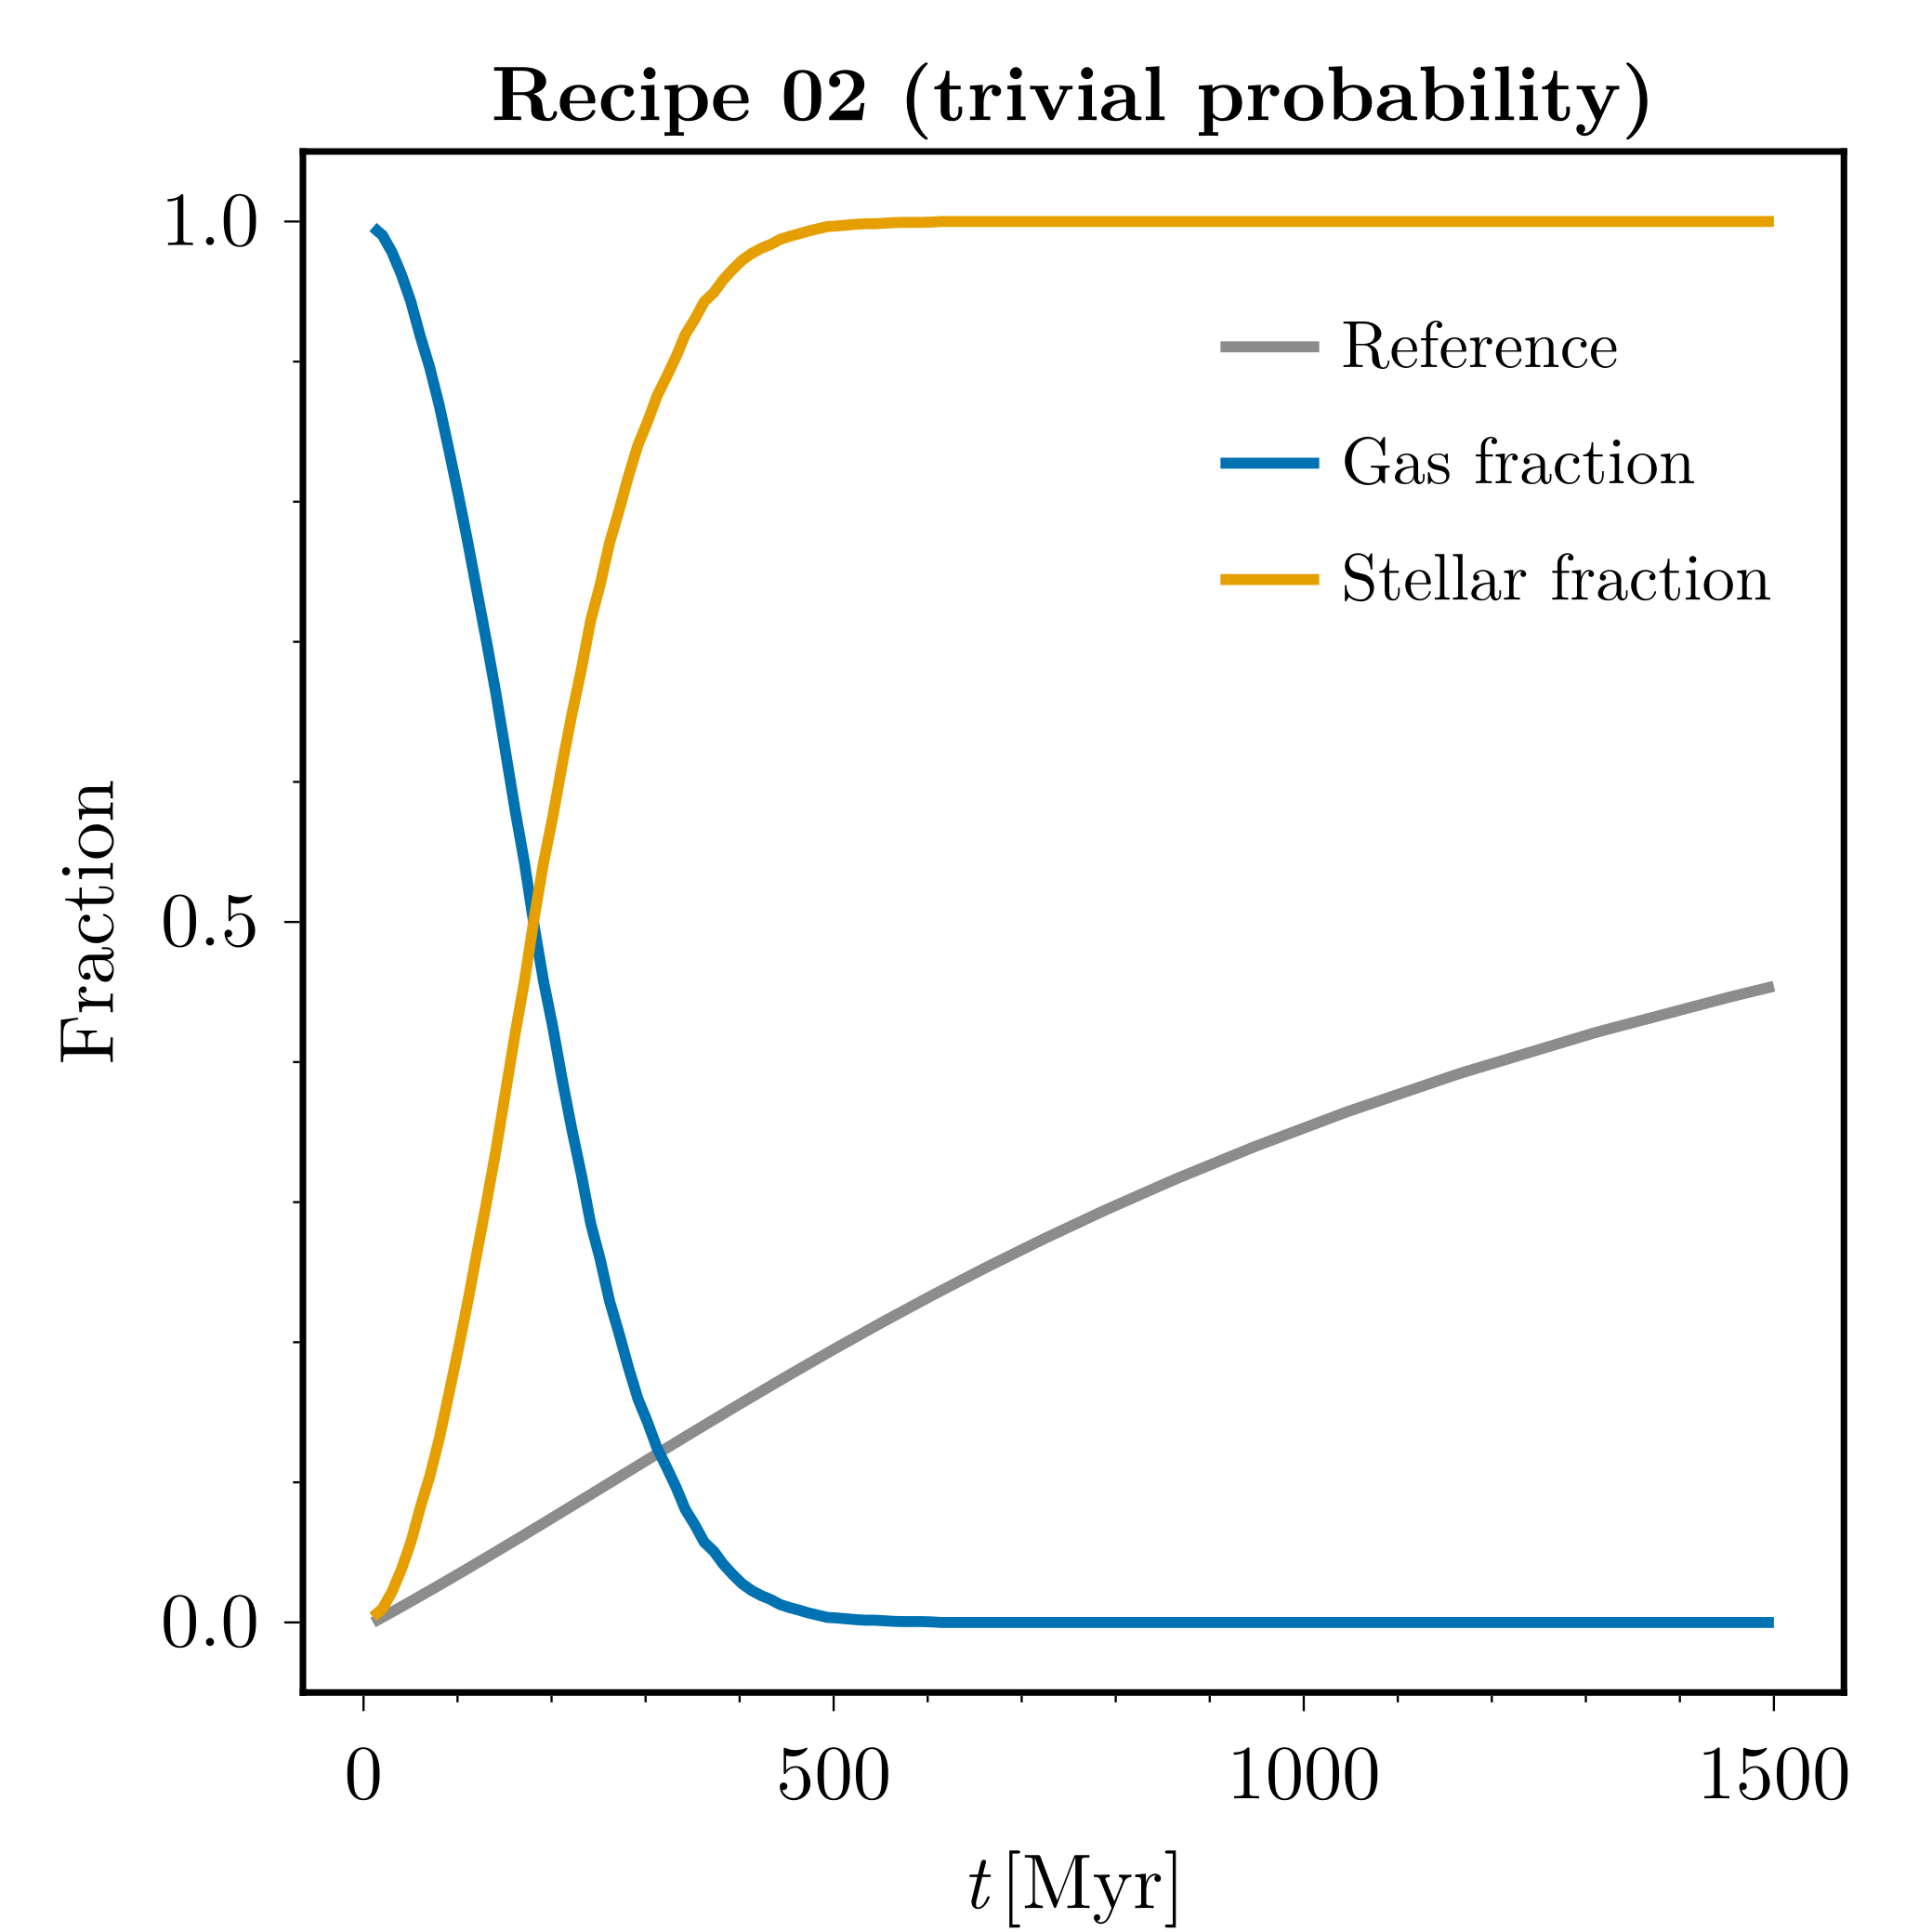 Recipe 02 (trivial probability)
1.0
Reference
Gas fraction
Stellar fraction
Fraction
0.5
0.0
0 500 1000 1500
t [Myr]